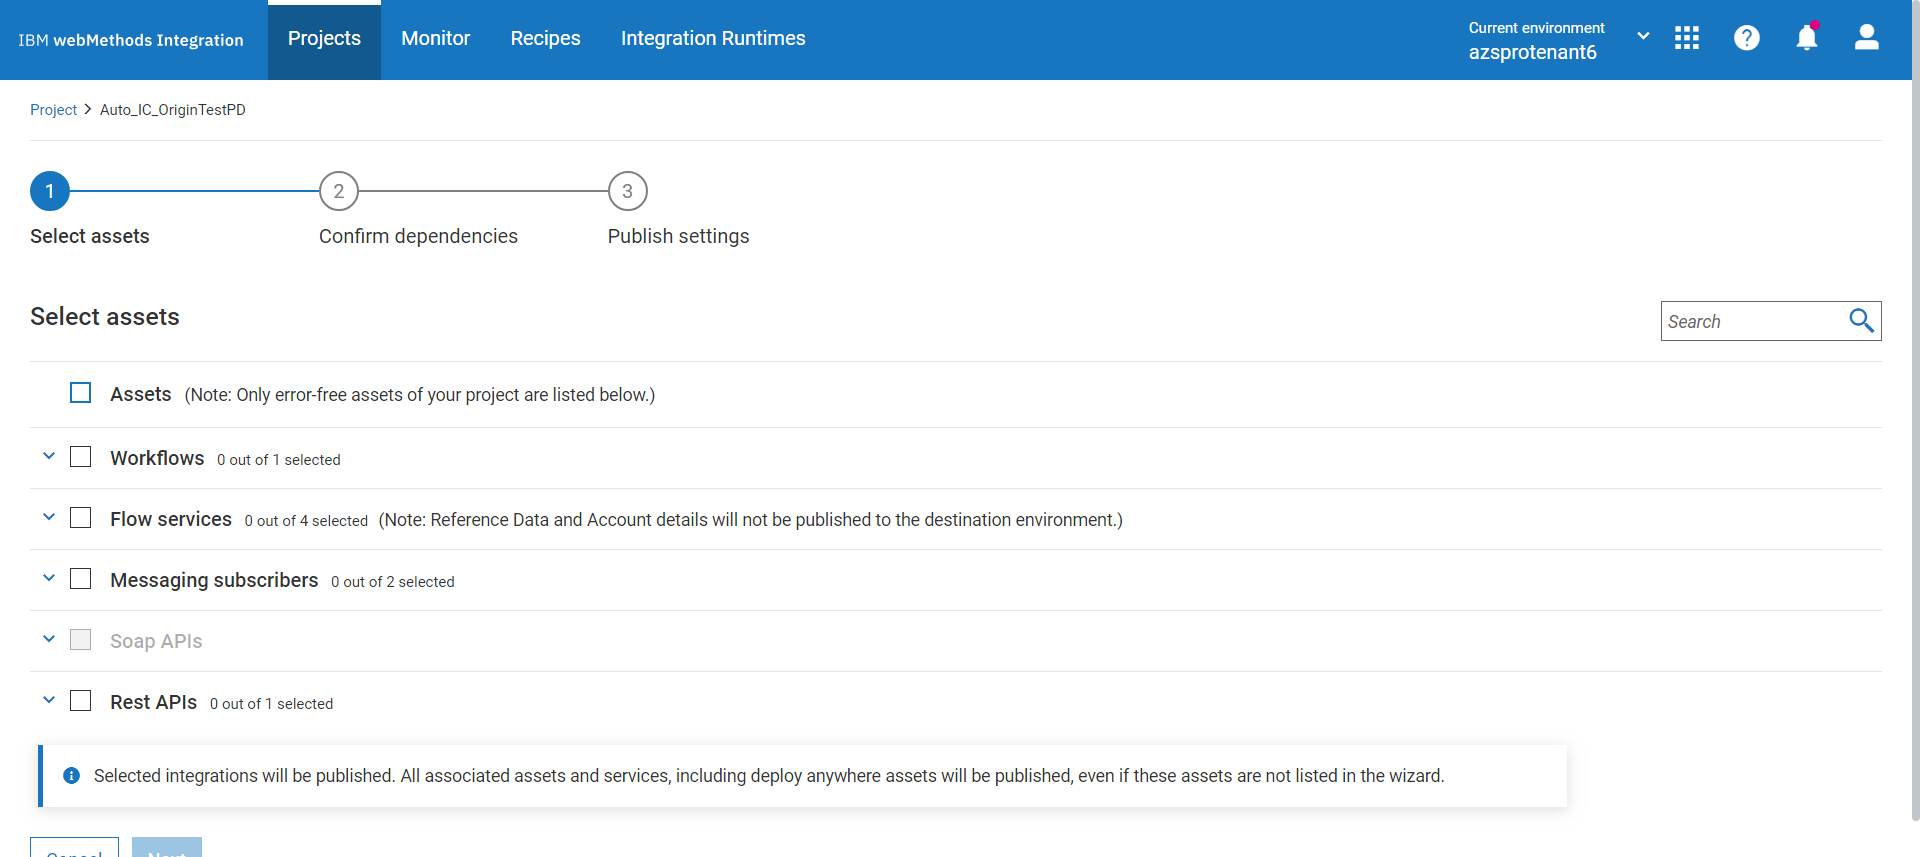 IBM webMethods Integration
Projects
Monitor
Recipes
Integration Runtimes
Current environment
azsprotenant6
Project > Auto_IC_OriginTestPD
1
2
3
Select assets
Confirm dependencies
Publish settings
Select assets
Search
Assets (Note: Only error-free assets of your project are listed below.)
Workflows 0 out of 1 selected
Flow services 0 out of 4 selected (Note: Reference Data and Account details will not be published to the destination environment.)
Messaging subscribers 0 out of 2 selected
Soap APIs
Rest APIs 0 out of 1 selected
Selected integrations will be published. All associated assets and services, including deploy anywhere assets will be published, even if these assets are not listed in the wizard.
Cancel
Next